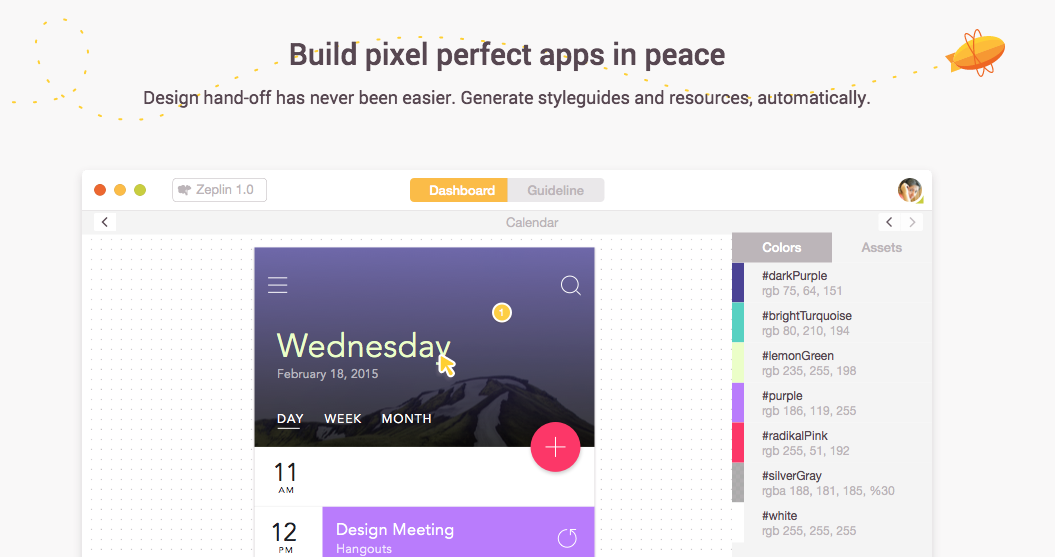 Build pixel perfect apps in peace
Design hand-off has never been easier. Generate styleguides and resources, automatically.
Zeplin 1.0
Dashboard
Guideline
Calendar
Colors
Assets
1
Wednesday
February 18, 2015
DAY WEEK MONTH
11
AM
12
PM
Design Meeting
Hangouts
#darkPurple
rgb 75, 64, 151
#brightTurquoise
rgb 80, 210, 194
#lemonGreen
rgb 235, 255, 198
#purple
rgb 186, 119, 255
#radikalPink
rgb 255, 51, 192
#silverGray
rgba 188, 181, 185, %30
#white
rgb 255, 255, 255